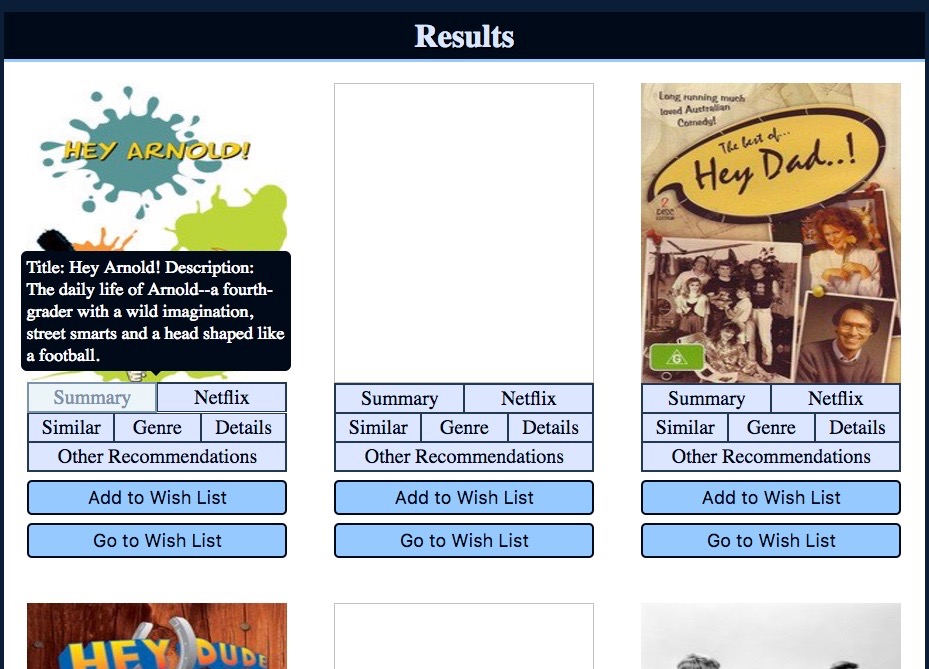 Results
HEY ARNOLD!
Title: Hey Arnold! Description:
The daily life of Arnold--a fourth-
grader with a wild imagination,
street smarts and a head shaped like
a football.
Summary
Netflix
Similar
Genre
Details
Other Recommendations
Add to Wish List
Go to Wish List
Summary
Netflix
Similar
Genre
Details
Other Recommendations
Add to Wish List
Go to Wish List
Long running much
loved Australian
Comedy!
The best of...
Hey Dad..!
2
DISC
EDITION
G
Summary
Netflix
Similar
Genre
Details
Other Recommendations
Add to Wish List
Go to Wish List
HEY DUDE